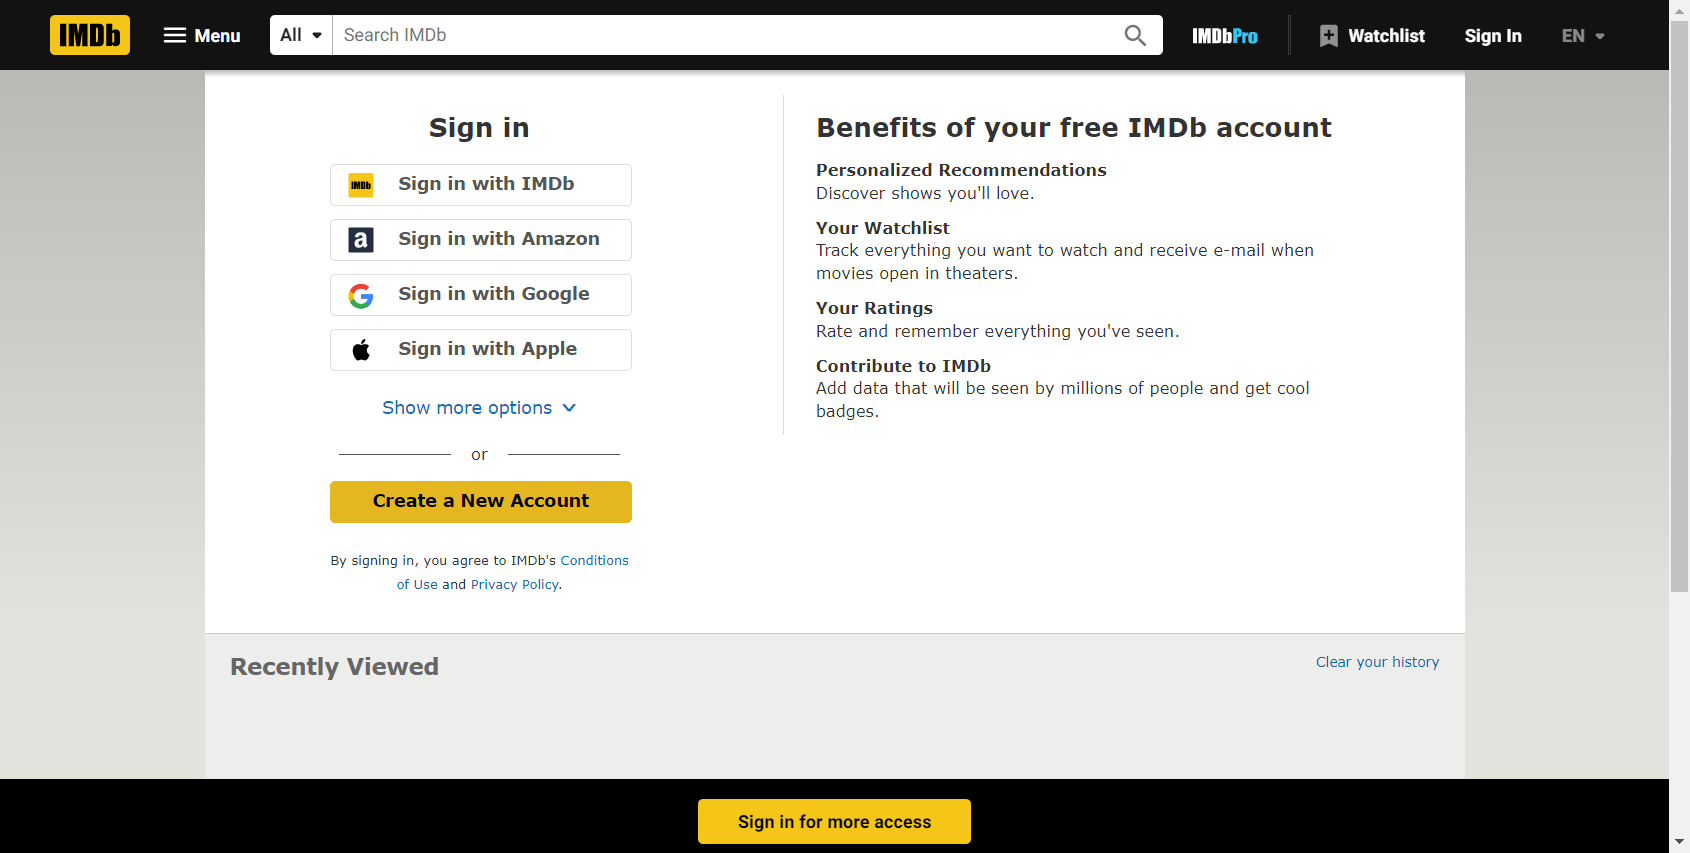 IMDb Menu All Search IMDb IMDbPro Watchlist Sign In EN
Sign in
IMDb Sign in with IMDb
a Sign in with Amazon
G Sign in with Google
Sign in with Apple
Show more options
or
Create a New Account
By signing in, you agree to IMDb's Conditions
of Use and Privacy Policy.
Benefits of your free IMDb account
Personalized Recommendations
Discover shows you'll love.
Your Watchlist
Track everything you want to watch and receive e-mail when
movies open in theaters.
Your Ratings
Rate and remember everything you've seen.
Contribute to IMDb
Add data that will be seen by millions of people and get cool
badges.
Recently Viewed
Clear your history
Sign in for more access